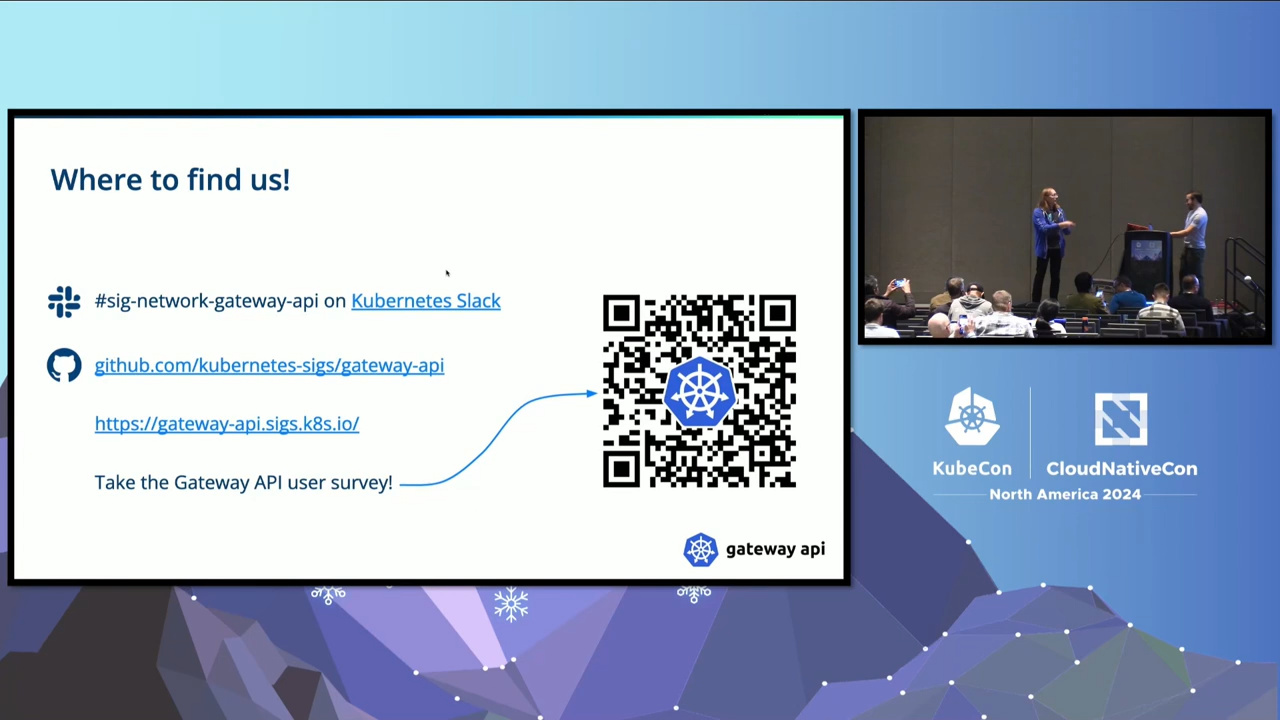 Where to find us!
#sig-network-gateway-api on Kubernetes Slack
github.com/kubernetes-sigs/gateway-api
https://gateway-api.sigs.k8s.io/
Take the Gateway API user survey!
gateway api
KubeCon
CloudNativeCon
North America 2024